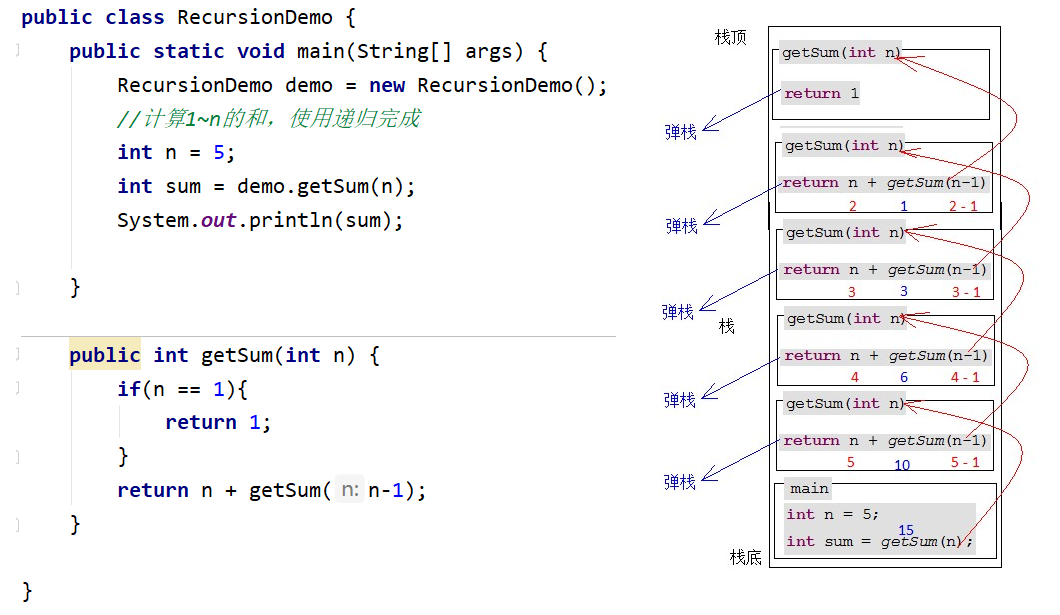 public class RecursionDemo {
public static void main(String[] args) {
RecursionDemo demo = new RecursionDemo();
//计算1~n的和，使用递归完成
int n = 5;
int sum = demo.getSum(n);
System.out.println(sum);
}
public int getSum(int n) {
if(n == 1){
return 1;
}
return n + getSum( n: n-1);
}
}
栈顶
getSum(int n)
return 1
弹栈
getSum(int n)
return n + getSum(n-1)
2 1 2 - 1
弹栈
getSum(int n)
return n + getSum(n-1)
3 3 3 - 1
弹栈
栈
getSum(int n)
return n + getSum(n-1)
4 6 4 - 1
弹栈
getSum(int n)
return n + getSum(n-1)
5 10 5 - 1
弹栈
main
int n = 5;
15
int sum = getSum(n);
栈底